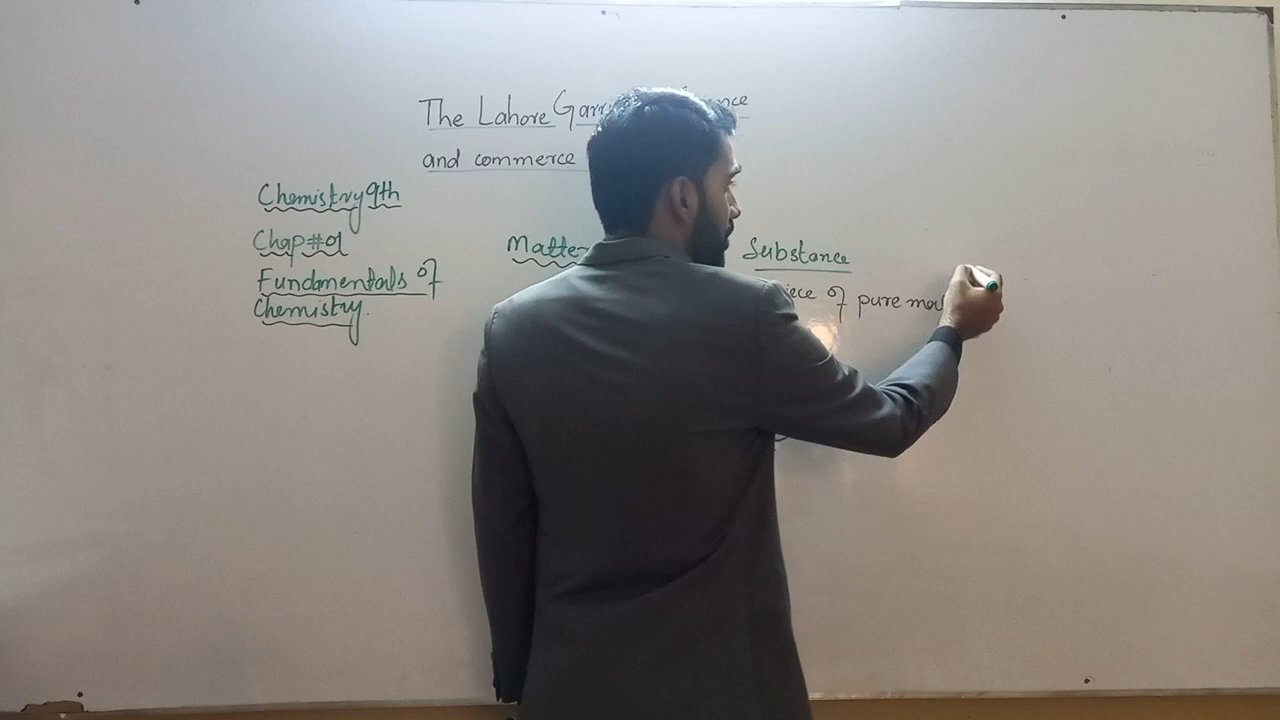 The Lahore
and commerce
Chemistry 9th
Chap#01
Fundamentals of
Chemistry.
Substance
of pure